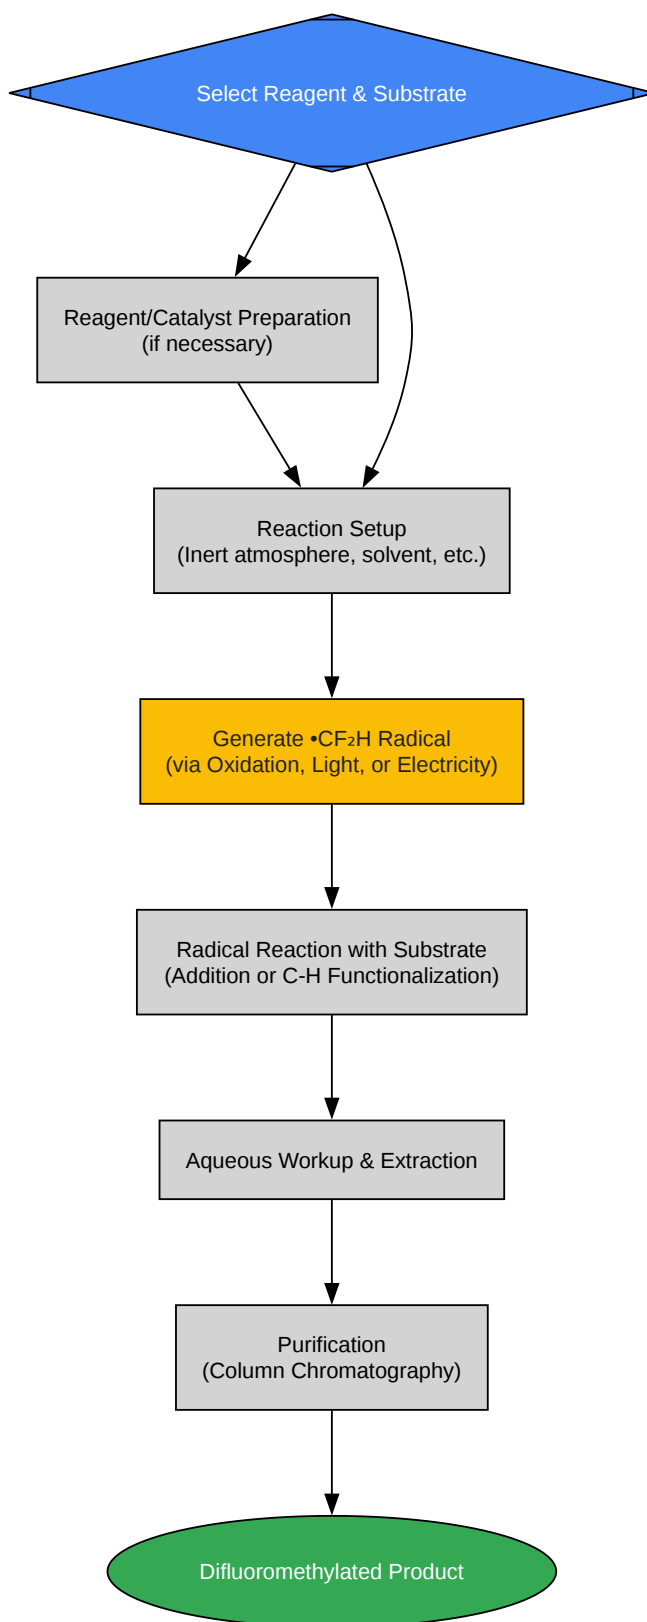 Select Reagent & Substrate
Reagent/Catalyst Preparation
(if necessary)
Reaction Setup
(Inert atmosphere, solvent, etc.)
Generate •CF₂H Radical
(via Oxidation, Light, or Electricity)
Radical Reaction with Substrate
(Addition or C-H Functionalization)
Aqueous Workup & Extraction
Purification
(Column Chromatography)
Difluoromethylated Product